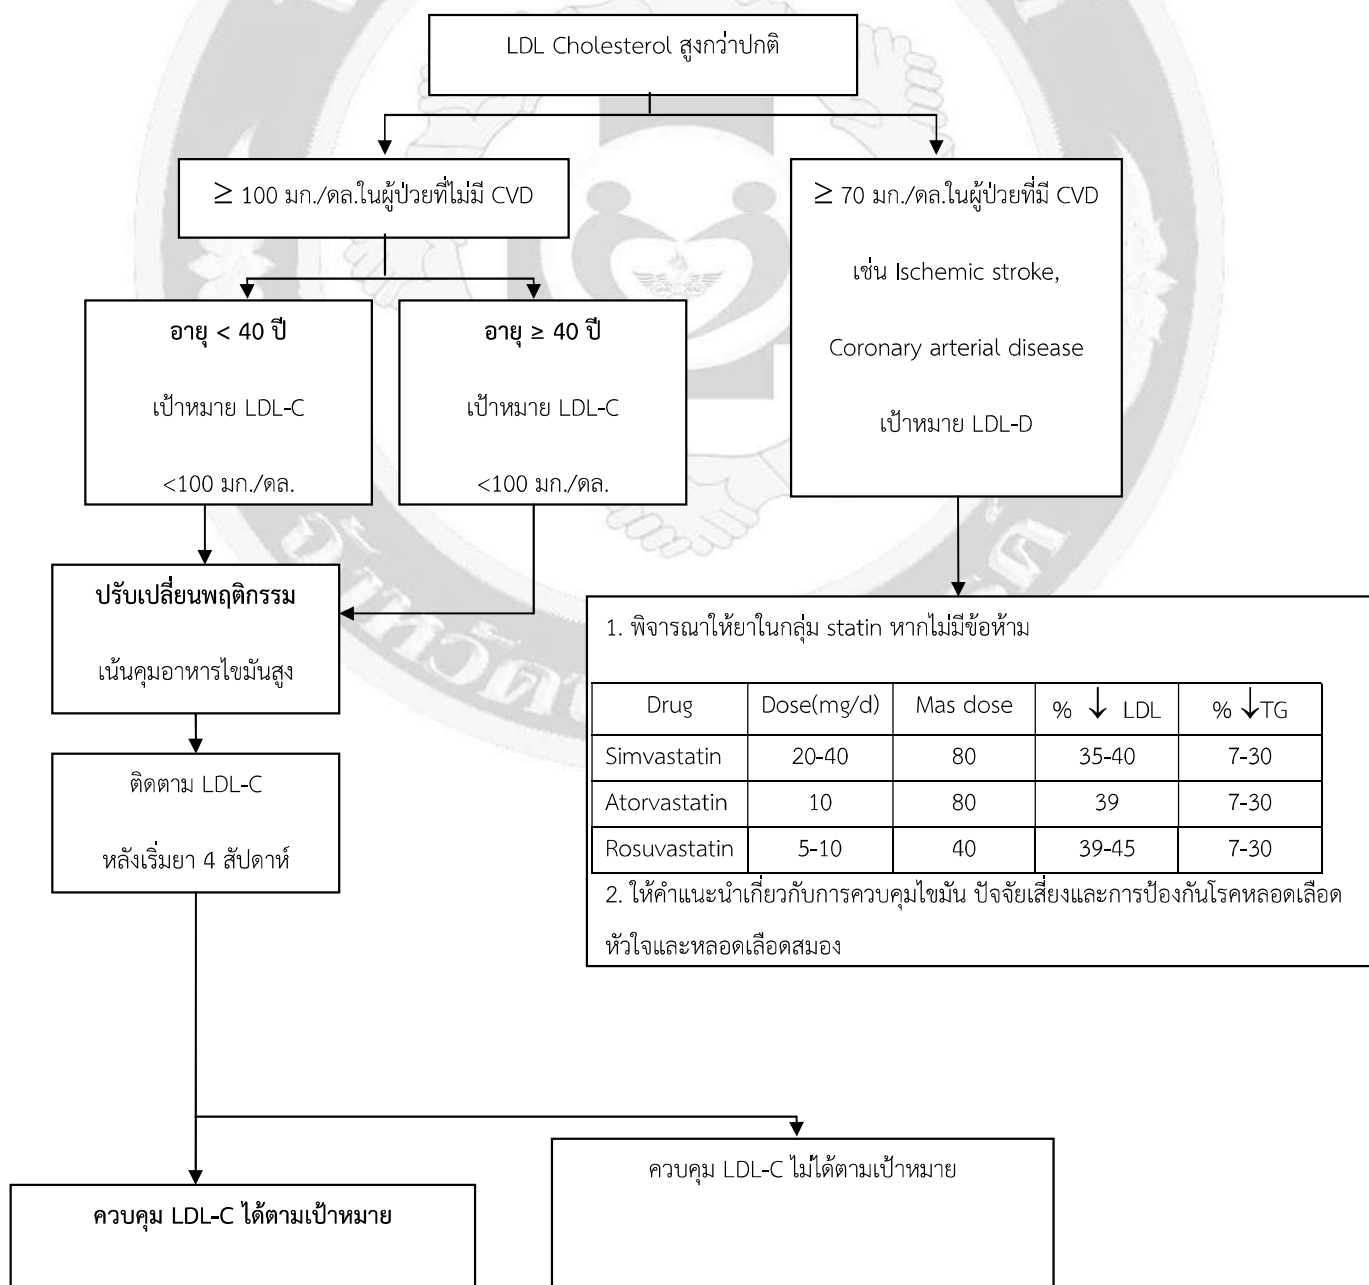 LDL Cholesterol สูงกว่าปกติ
≥ 100 มก./ดล.ในผู้ป่วยที่ไม่มี CVD
≥ 70 มก./ดล.ในผู้ป่วยที่มี CVD
เช่น Ischemic stroke,
Coronary arterial disease
เป้าหมาย LDL-D
อายุ < 40 ปี
เป้าหมาย LDL-C
<100 มก./ดล.
อายุ ≥ 40 ปี
เป้าหมาย LDL-C
<100 มก./ดล.
ปรับเปลี่ยนพฤติกรรม
เน้นคุมอาหารไขมันสูง
ติดตาม LDL-C
หลังเริ่มยา 4 สัปดาห์
1. พิจารณาให้ยาในกลุ่ม statin หากไม่มีข้อห้าม
Drug Dose(mg/d) Mas dose % ↓ LDL % ↓TG
Simvastatin 20-40 80 35-40 7-30
Atorvastatin 10 80 39 7-30
Rosuvastatin 5-10 40 39-45 7-30
2. ให้คำแนะนำเกี่ยวกับการควบคุมไขมัน ปัจจัยเสี่ยงและการป้องกันโรคหลอดเลือด
หัวใจและหลอดเลือดสมอง
ควบคุม LDL-C ไม่ได้ตามเป้าหมาย
ควบคุม LDL-C ได้ตามเป้าหมาย